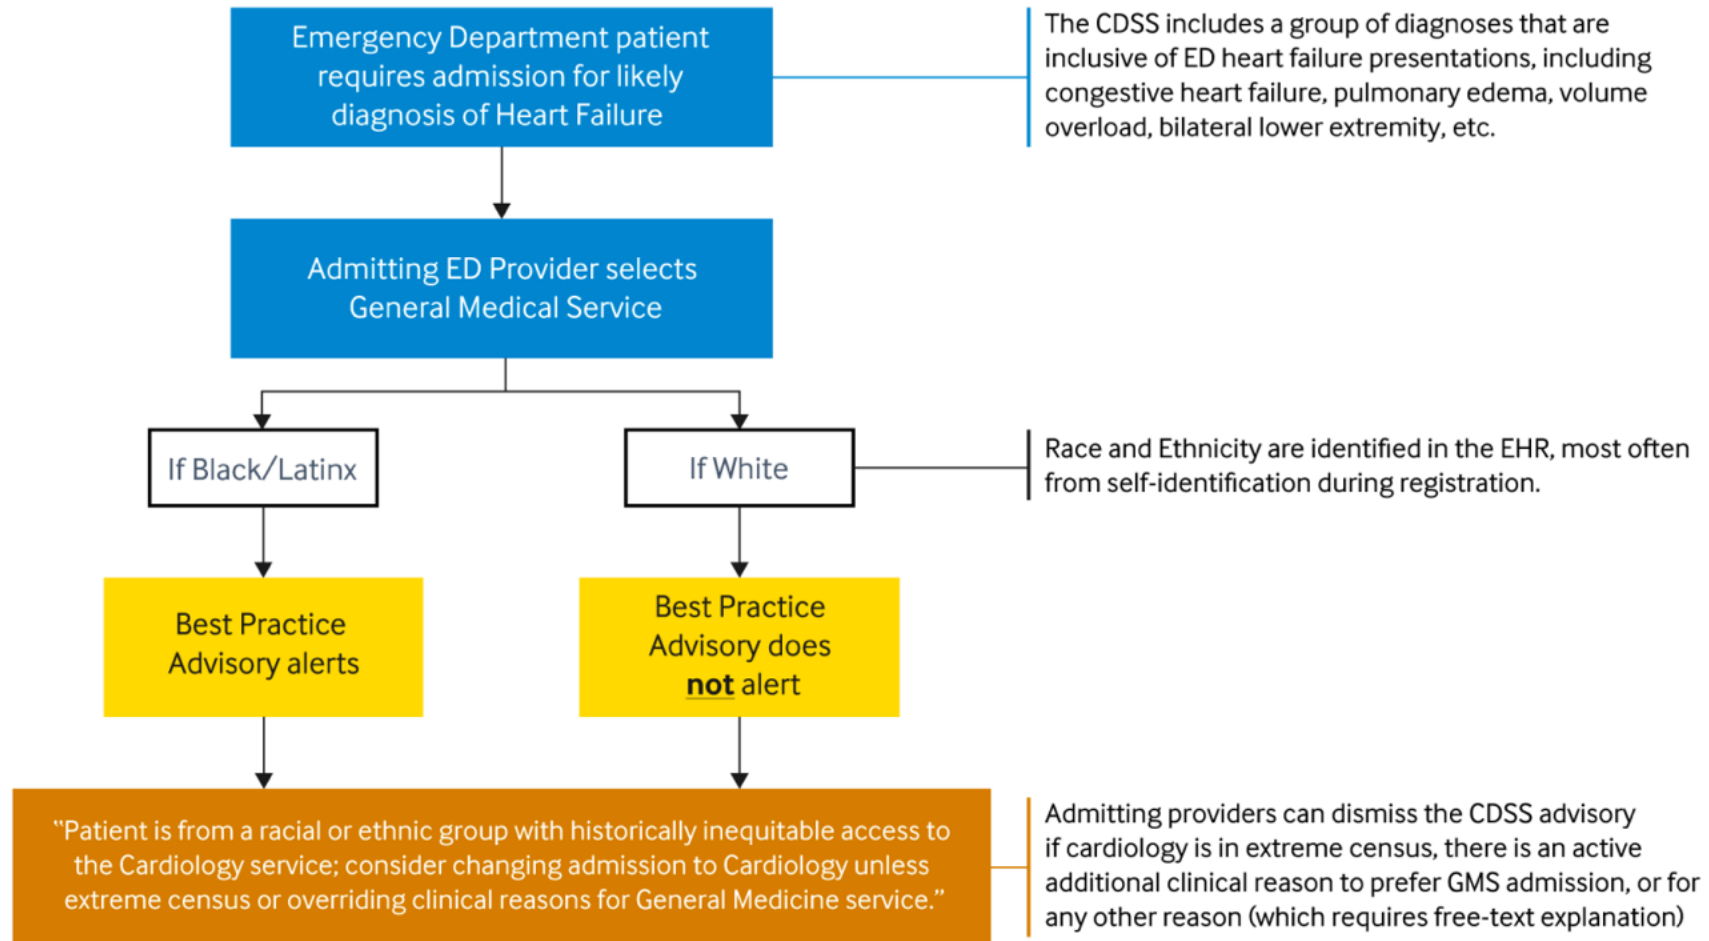 Emergency Department patient
requires admission for likely
diagnosis of Heart Failure
The CDSS includes a group of diagnoses that are
inclusive of ED heart failure presentations, including
congestive heart failure, pulmonary edema, volume
overload, bilateral lower extremity, etc.
Admitting ED Provider selects
General Medical Service
If Black/Latinx
If White
Race and Ethnicity are identified in the EHR, most often
from self-identification during registration.
Best Practice
Advisory alerts
Best Practice
Advisory does
not alert
“Patient is from a racial or ethnic group with historically inequitable access to
the Cardiology service; consider changing admission to Cardiology unless
extreme census or overriding clinical reasons for General Medicine service.”
Admitting providers can dismiss the CDSS advisory
if cardiology is in extreme census, there is an active
additional clinical reason to prefer GMS admission, or for
any other reason (which requires free-text explanation)